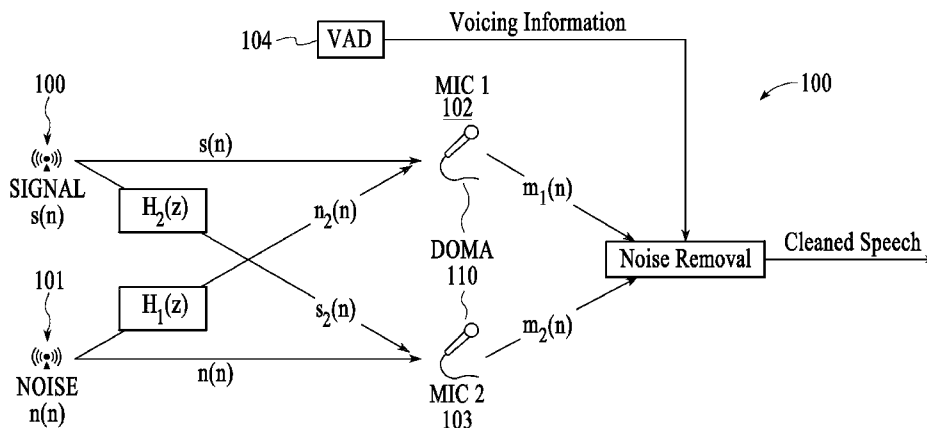 Voicing Information
104
VAD
100
MIC 1
102
100
s(n)
SIGNAL
s(n)
H₂(z)
n₂(n)
m₁(n)
DOMA
110
Noise Removal
Cleaned Speech
101
H₁(z)
s₂(n)
m₂(n)
NOISE
n(n)
n(n)
MIC 2
103